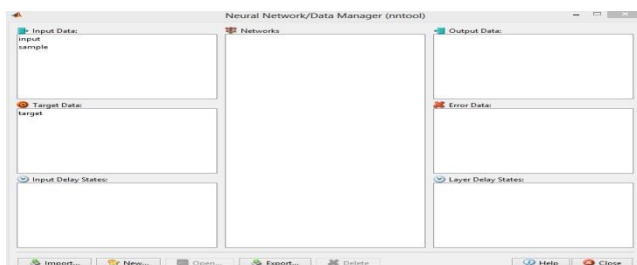 Neural Network/Data Manager (nntool)
Input Data:
input
sample
Networks
Output Data:
Target Data:
target
Error Data:
Input Delay States:
Layer Delay States:
Import... New... Open... Export... Delete Help Close